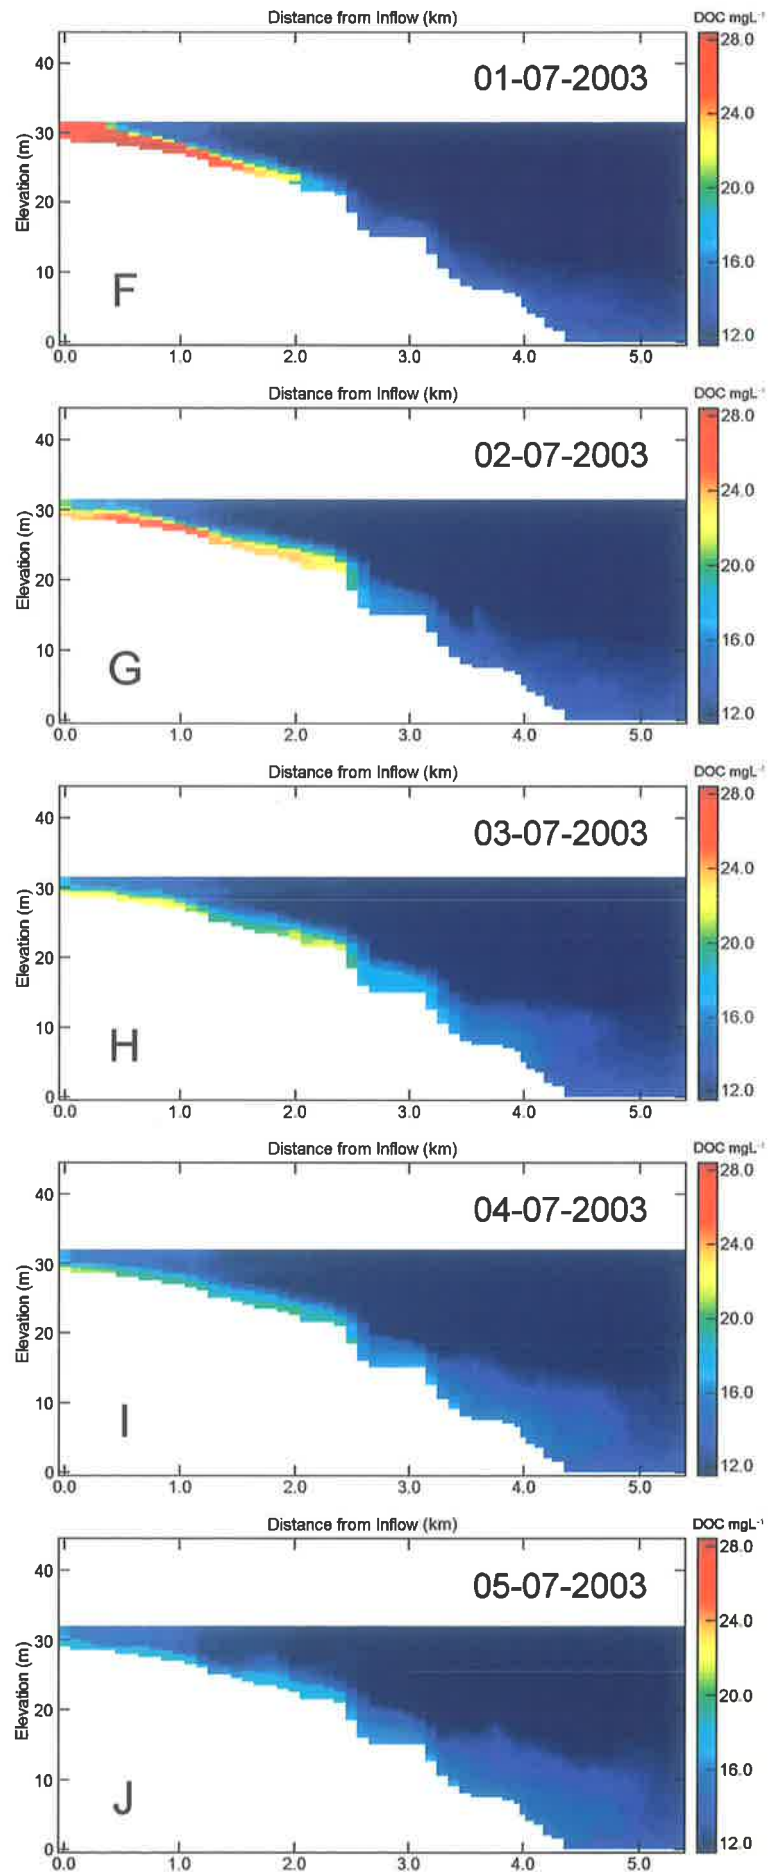 Distance from Inflow (km)
DOC mgL⁻¹
01-07-2003
Elevation (m)
40
30
20
10
0
0.0 1.0 2.0 3.0 4.0 5.0
28.0
24.0
20.0
16.0
12.0
F
Distance from Inflow (km)
DOC mgL⁻¹
02-07-2003
Elevation (m)
40
30
20
10
0
0.0 1.0 2.0 3.0 4.0 5.0
28.0
24.0
20.0
16.0
12.0
G
Distance from Inflow (km)
DOC mgL⁻¹
03-07-2003
Elevation (m)
40
30
20
10
0
0.0 1.0 2.0 3.0 4.0 5.0
28.0
24.0
20.0
16.0
12.0
H
Distance from Inflow (km)
DOC mgL⁻¹
04-07-2003
Elevation (m)
40
30
20
10
0
0.0 1.0 2.0 3.0 4.0 5.0
28.0
24.0
20.0
16.0
12.0
I
Distance from Inflow (km)
DOC mgL⁻¹
05-07-2003
Elevation (m)
40
30
20
10
0
0.0 1.0 2.0 3.0 4.0 5.0
28.0
24.0
20.0
16.0
12.0
J